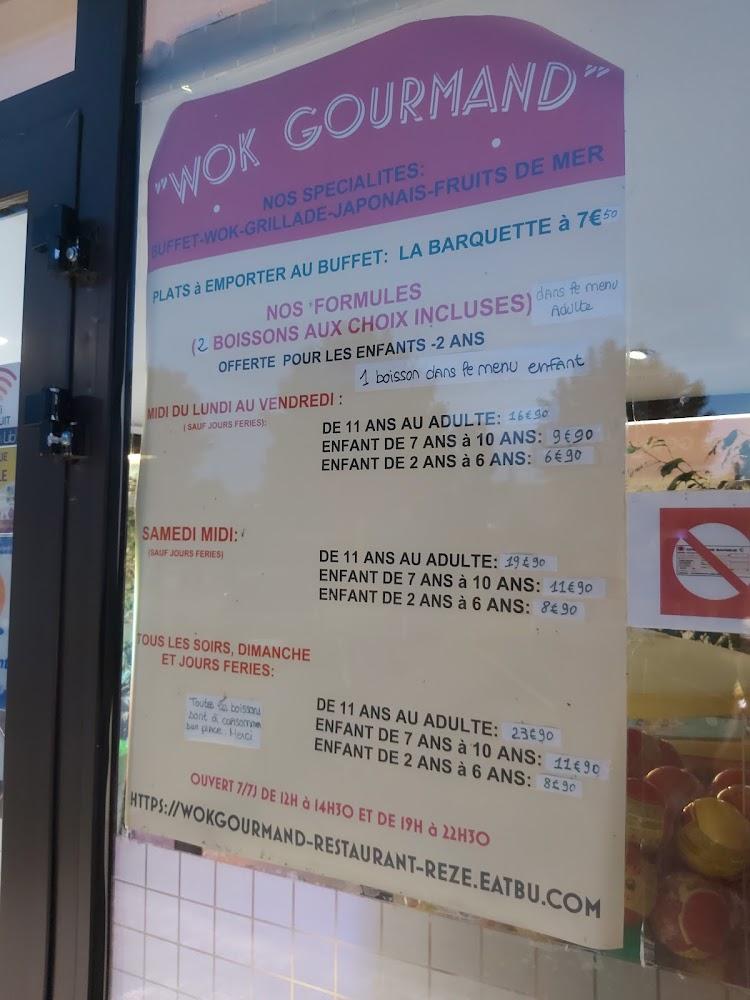 "WOK GOURMAND"
NOS SPECIALITES:
BUFFET-WOK-GRILLADE-JAPONAIS-FRUITS DE MER
PLATS à EMPORTER AU BUFFET: LA BARQUETTE à 7€50
NOS FORMULES
(2 BOISSONS AUX CHOIX INCLUSES) dans le menu Adulte
OFFERTE POUR LES ENFANTS -2 ANS
1 boisson dans le menu enfant
MIDI DU LUNDI AU VENDREDI :
( SAUF JOURS FERIES):
DE 11 ANS AU ADULTE: 16€90
ENFANT DE 7 ANS à 10 ANS: 9€90
ENFANT DE 2 ANS à 6 ANS: 6€90
SAMEDI MIDI:
(SAUF JOURS FERIES)
DE 11 ANS AU ADULTE: 19€90
ENFANT DE 7 ANS à 10 ANS: 11€90
ENFANT DE 2 ANS à 6 ANS: 8€90
TOUS LES SOIRS, DIMANCHE
ET JOURS FERIES:
Toutes les boissons
sont à consommer
sur place. Merci
DE 11 ANS AU ADULTE: 23€90
ENFANT DE 7 ANS à 10 ANS: 11€90
ENFANT DE 2 ANS à 6 ANS: 8€90
OUVERT 7/7J DE 12H à 14H30 ET DE 19H à 22H30
HTTPS://WOKGOURMAND-RESTAURANT-REZE.EATBU.COM